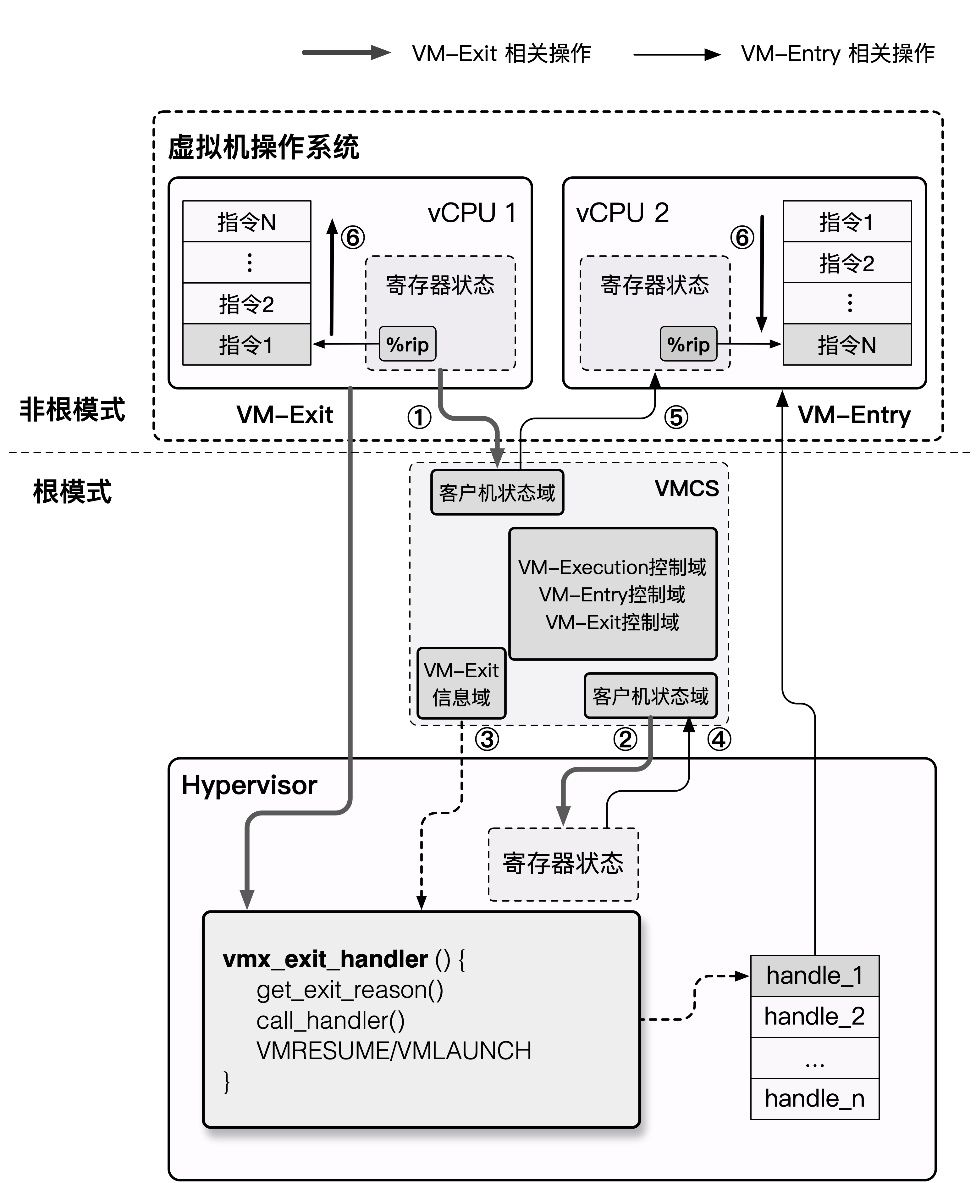 VM-Exit 相关操作
VM-Entry 相关操作
虚拟机操作系统
vCPU 1
指令N
⋮
指令2
指令1
⑥
寄存器状态
%rip
vCPU 2
⑥
寄存器状态
%rip
指令1
指令2
⋮
指令N
非根模式
VM-Exit
①
⑤
VM-Entry
根模式
客户机状态域
VMCS
VM-Execution控制域
VM-Entry控制域
VM-Exit控制域
VM-Exit
信息域
客户机状态域
③
②
④
Hypervisor
寄存器状态
vmx_exit_handler () {
get_exit_reason()
call_handler()
VMRESUME/VMLAUNCH
}
handle_1
handle_2
...
handle_n